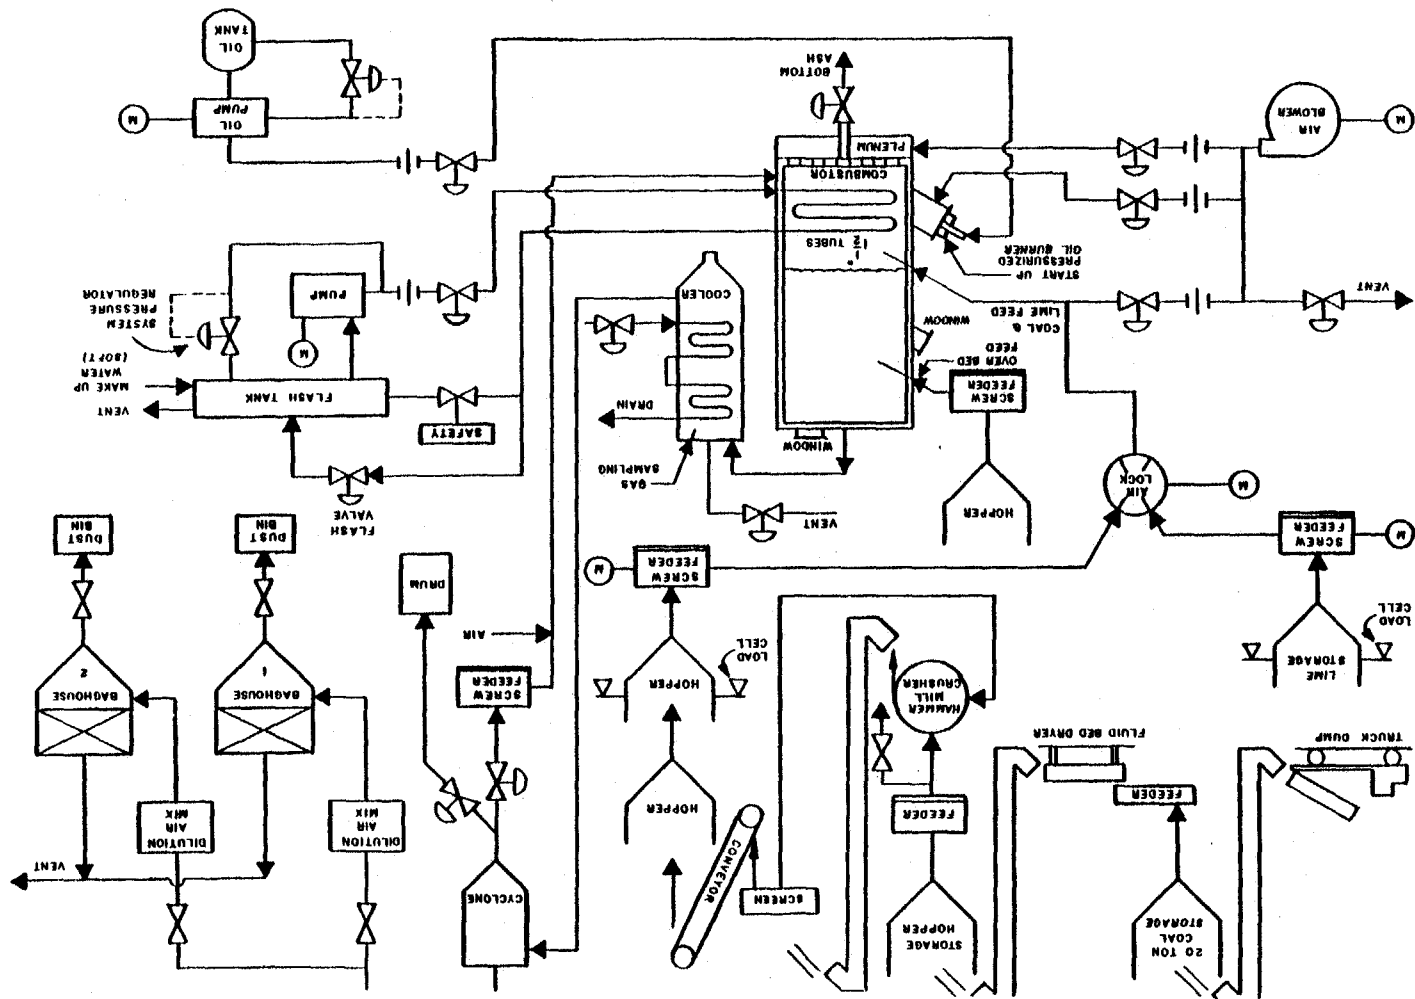 20 TON
COAL
STORAGE
FEEDER
TRUCK DUMP
FLUID BED DRYER
STORAGE
HOPPER
FEEDER
HAMMER
MILL
CRUSHER
SCREEN
CONVEYOR
HOPPER
HOPPER
LOAD
CELL
SCREW
FEEDER
M
CYCLONE
SCREW
FEEDER
AIR
DRUM
DILUTION
AIR
MIX
DILUTION
AIR
MIX
VENT
BAGHOUSE
1
BAGHOUSE
2
DUST
BIN
DUST
BIN
LIME
STORAGE
LOAD
CELL
SCREW
FEEDER
M
AIR
LOCK
M
HOPPER
SCREW
FEEDER
OVER BED
FEED
WINDOW
WINDOW
VENT
GAS
SAMPLING
DRAIN
COOLER
FLASH
VALVE
SAFETY
FLASH TANK
VENT
MAKE UP
WATER
(SOFT)
SYSTEM
PRESSURE
REGULATOR
M
PUMP
VENT
COAL &
LIME FEED
START UP
PRESSURIZED
OIL BURNER
1"
1½ TUBES
COMBUSTOR
PLENUM
BOTTOM
ASH
M
AIR
BLOWER
OIL
PUMP
M
OIL
TANK